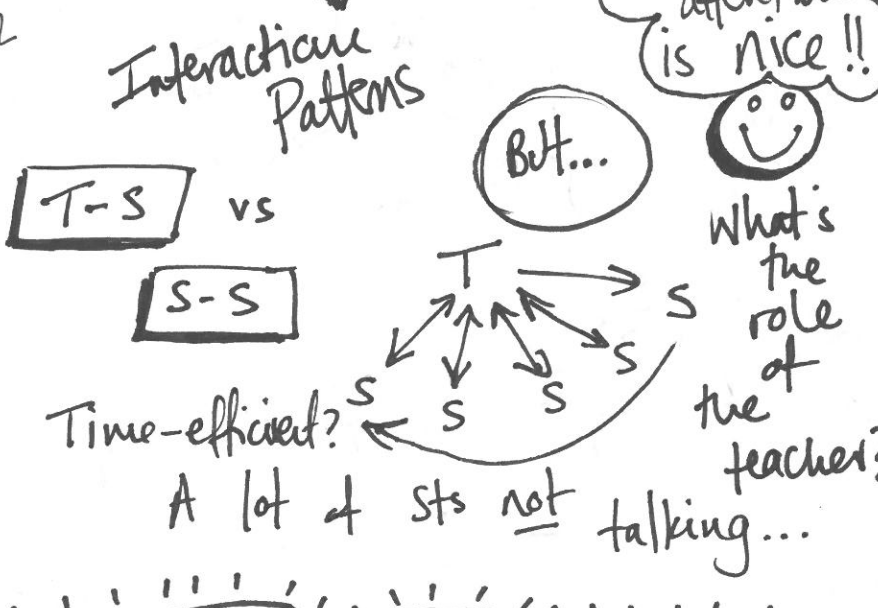 is nice!!
Interaction
Patterns
But...
T-S vs
S-S
T
S
S
S
S
S
What's
the
role
of
the
teacher?
Time-efficient?
A lot of sts not
talking...